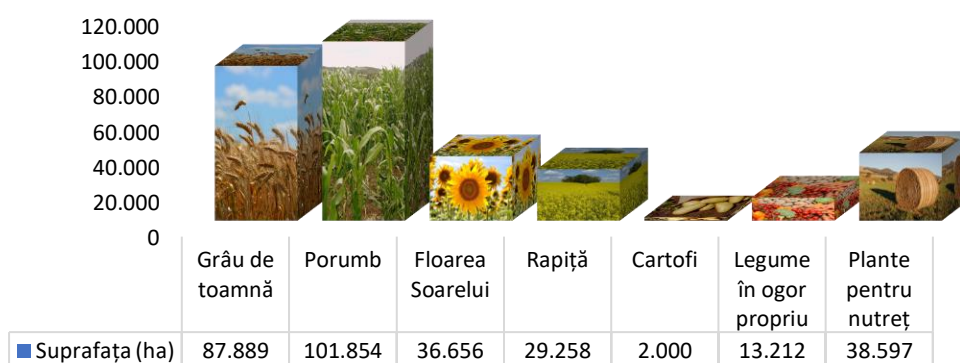 120.000
100.000
80.000
60.000
40.000
20.000
0
Grâu de toamnă
Porumb
Floarea Soarelui
Rapiță
Cartofi
Legume în ogor propriu
Plante pentru nutreț
Suprafața (ha) 87.889 101.854 36.656 29.258 2.000 13.212 38.597